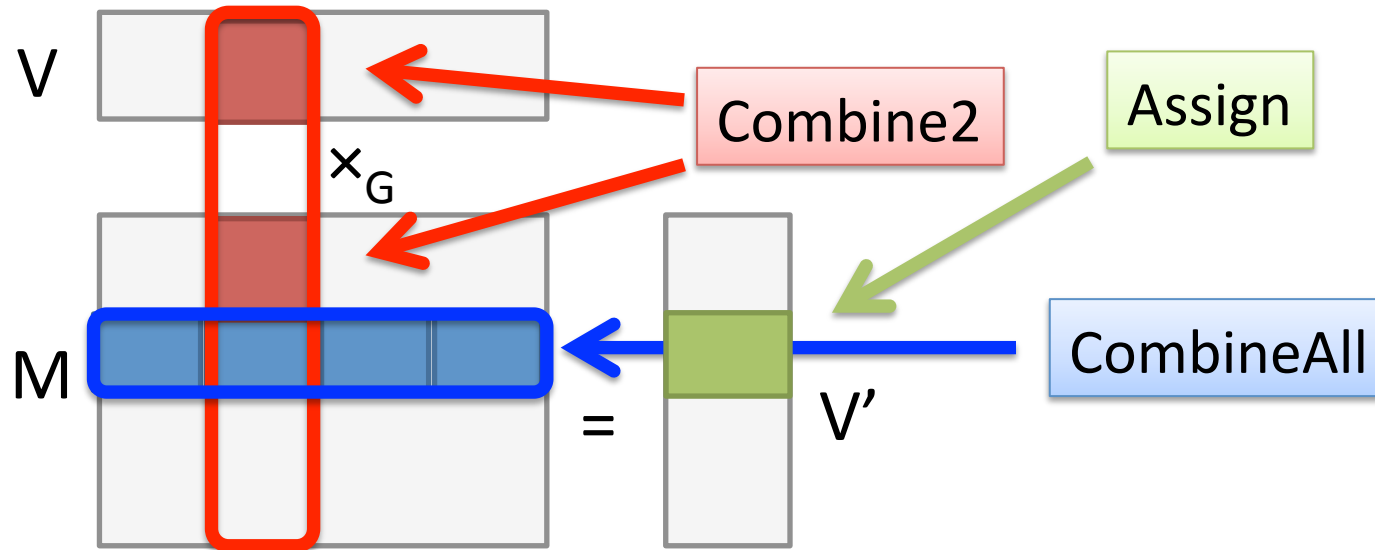 V
Combine2
Assign
×G
M
CombineAll
=
V’